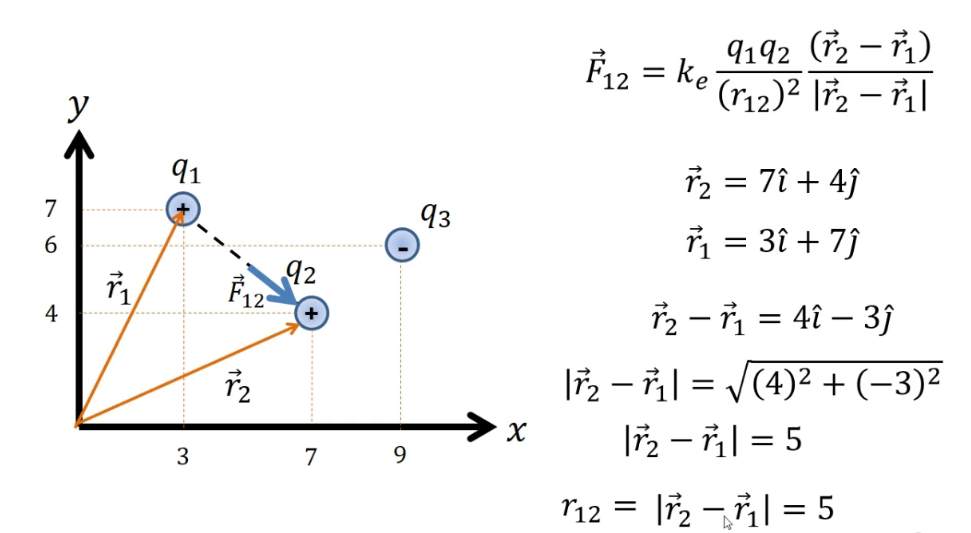 y
q₁
7
+
q₃
6
-
q₂
r⃗₁
F⃗₁₂
4
+
r⃗₂
x
3
7
9
F⃗₁₂ = kₑ q₁q₂/(r₁₂)² (r⃗₂ − r⃗₁)/|r⃗₂ − r⃗₁|
r⃗₂ = 7î + 4ĵ
r⃗₁ = 3î + 7ĵ
r⃗₂ − r⃗₁ = 4î − 3ĵ
|r⃗₂ − r⃗₁| = √((4)² + (−3)²)
|r⃗₂ − r⃗₁| = 5
r₁₂ = |r⃗₂ − r⃗₁| = 5